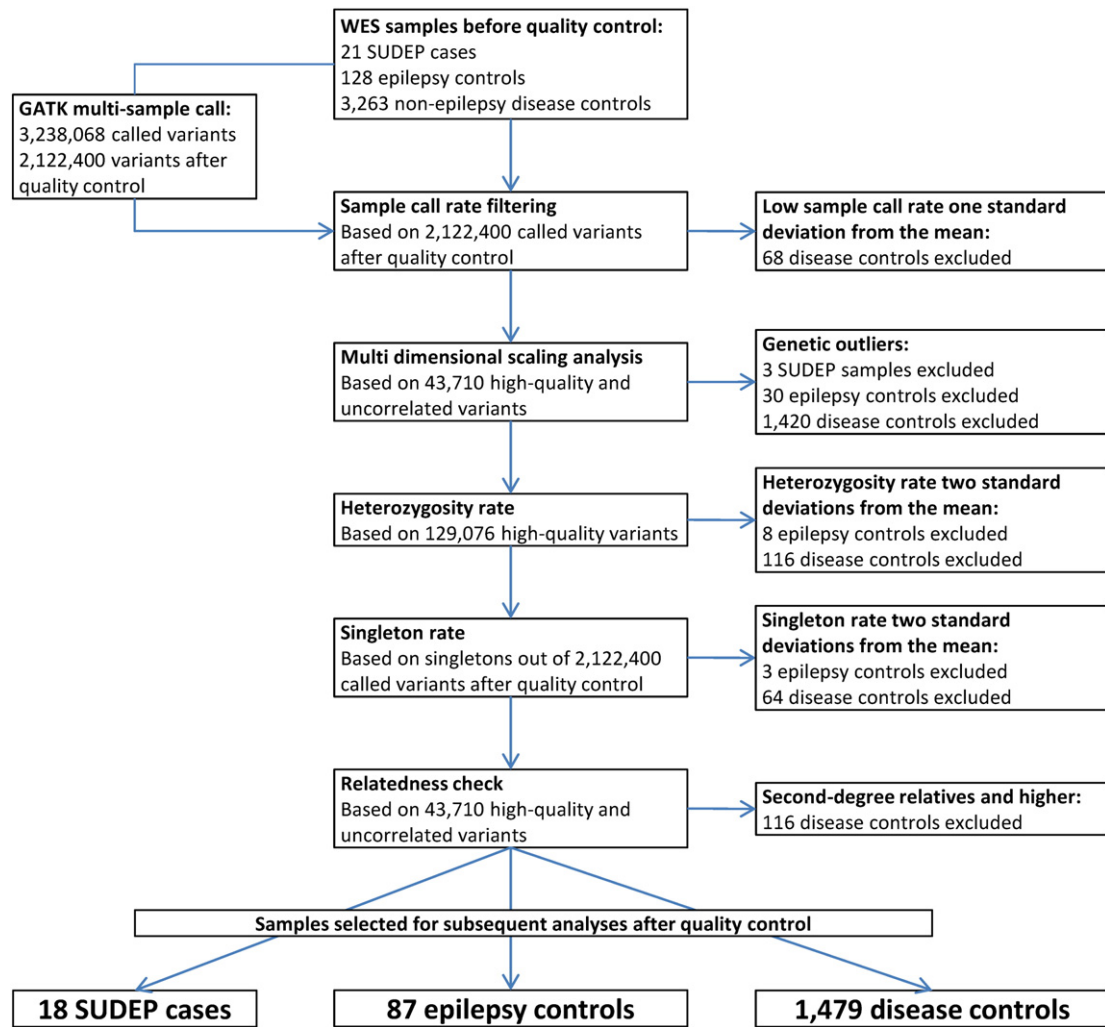 WES samples before quality control:
21 SUDEP cases
128 epilepsy controls
3,263 non-epilepsy disease controls
GATK multi-sample call:
3,238,068 called variants
2,122,400 variants after
quality control
Sample call rate filtering
Based on 2,122,400 called variants
after quality control
Low sample call rate one standard
deviation from the mean:
68 disease controls excluded
Multi dimensional scaling analysis
Based on 43,710 high-quality and
uncorrelated variants
Genetic outliers:
3 SUDEP samples excluded
30 epilepsy controls excluded
1,420 disease controls excluded
Heterozygosity rate
Based on 129,076 high-quality variants
Heterozygosity rate two standard
deviations from the mean:
8 epilepsy controls excluded
116 disease controls excluded
Singleton rate
Based on singletons out of 2,122,400
called variants after quality control
Singleton rate two standard
deviations from the mean:
3 epilepsy controls excluded
64 disease controls excluded
Relatedness check
Based on 43,710 high-quality and
uncorrelated variants
Second-degree relatives and higher:
116 disease controls excluded
Samples selected for subsequent analyses after quality control
18 SUDEP cases
87 epilepsy controls
1,479 disease controls